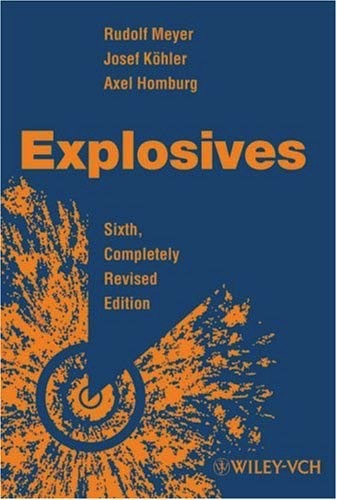 Rudolf Meyer
Josef Köhler
Axel Homburg
Explosives
Sixth,
Completely
Revised
Edition
WILEY-VCH